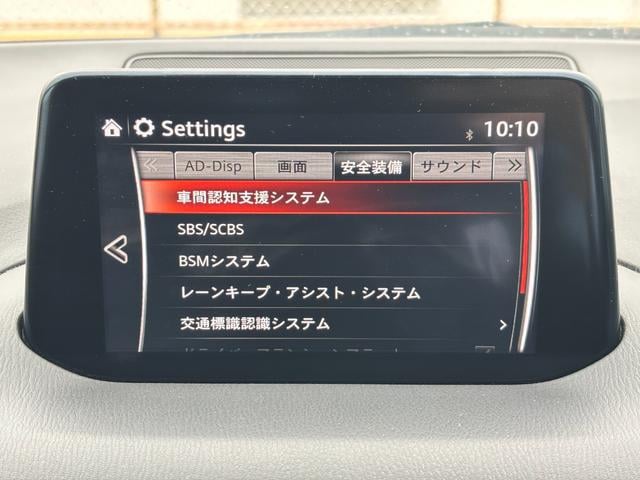 Settings 10:10
AD-Disp 画面 安全装備 サウンド
車間認知支援システム
SBS/SCBS
BSMシステム
レーンキープ・アシスト・システム
交通標識認識システム